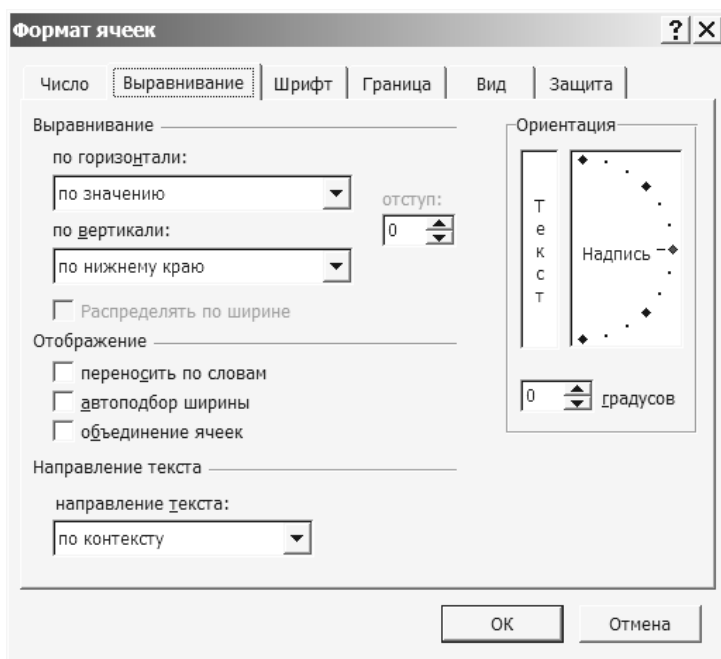 Формат ячеек
Число Выравнивание Шрифт Граница Вид Защита
Выравнивание
по горизонтали:
по значению
отступ:
0
по вертикали:
по нижнему краю
Распределять по ширине
Отображение
переносить по словам
автоподбор ширины
объединение ячеек
Направление текста
направление текста:
по контексту
Ориентация
Текст
Надпись
0 градусов
ОК Отмена